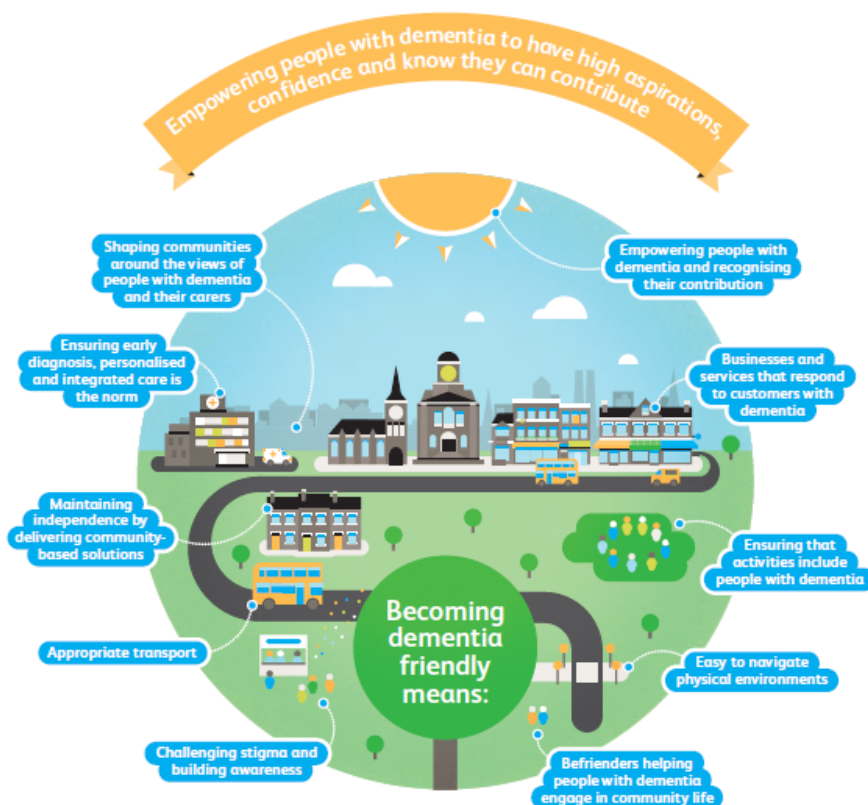 Empowering people with dementia to have high aspirations,
confidence and know they can contribute
Shaping communities
around the views of
people with dementia
and their carers
Empowering people with
dementia and recognising
their contribution
Ensuring early
diagnosis, personalised
and integrated care is
the norm
Businesses and
services that respond
to customers with
dementia
Maintaining
independence by
delivering community-
based solutions
Ensuring that
activities include
people with dementia
Becoming
dementia
friendly
means:
Appropriate transport
Easy to navigate
physical environments
Challenging stigma and
building awareness
Befrienders helping
people with dementia
engage in community life